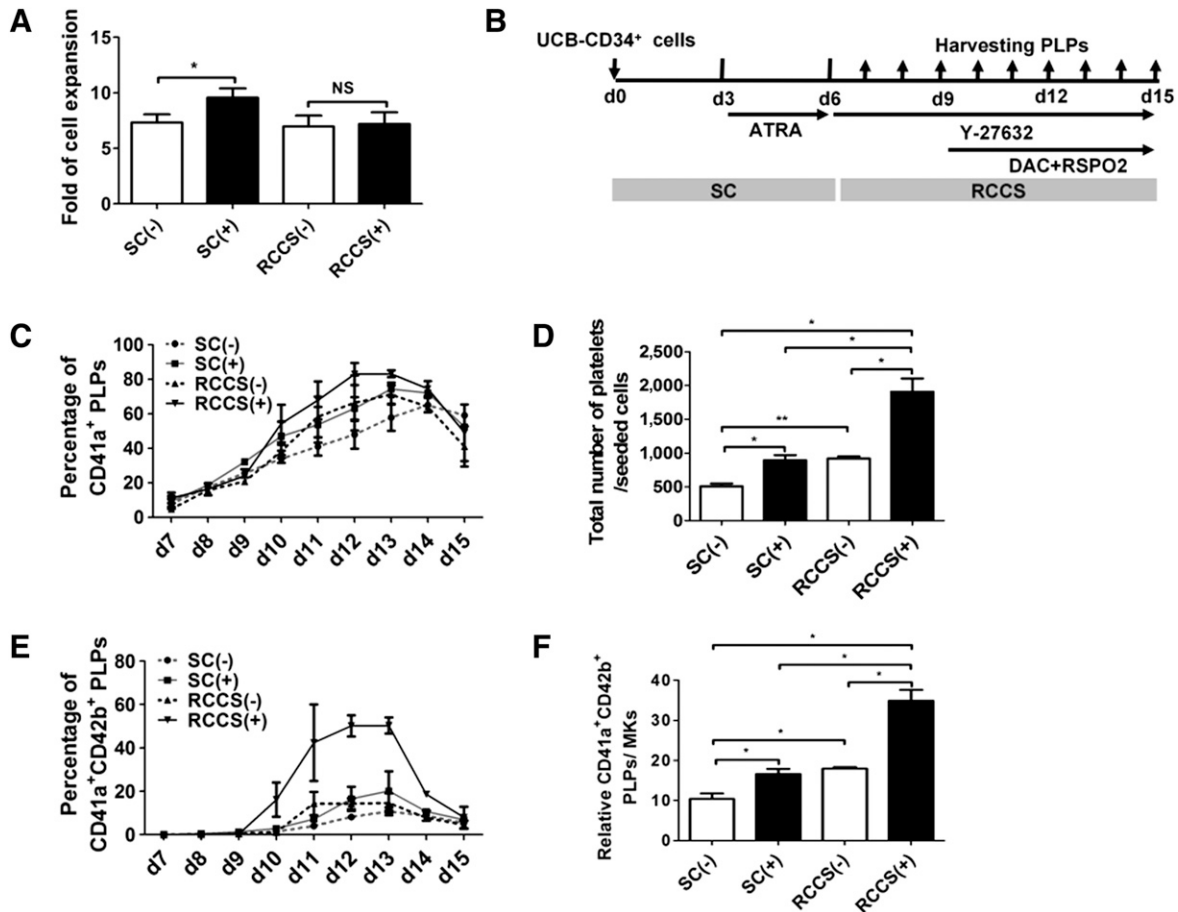 A
Fold of cell expansion
15
10
5
0
*
NS
SC(-)
SC(+)
RCCS(-)
RCCS(+)
B
UCB-CD34+ cells
Harvesting PLPs
d0
d3
d6
d9
d12
d15
ATRA
Y-27632
DAC+RSPO2
SC
RCCS
C
Percentage of
CD41a+ PLPs
100
80
60
40
20
0
SC(-)
SC(+)
RCCS(-)
RCCS(+)
d7
d8
d9
d10
d11
d12
d13
d14
d15
D
Total number of platelets
/seeded cells
2,500
2,000
1,500
1,000
500
0
*
*
*
**
*
SC(-)
SC(+)
RCCS(-)
RCCS(+)
E
Percentage of
CD41a+CD42b+ PLPs
80
60
40
20
0
SC(-)
SC(+)
RCCS(-)
RCCS(+)
d7
d8
d9
d10
d11
d12
d13
d14
d15
F
Relative CD41a+CD42b+
PLPs/ MKs
40
30
20
10
0
*
*
*
*
*
SC(-)
SC(+)
RCCS(-)
RCCS(+)